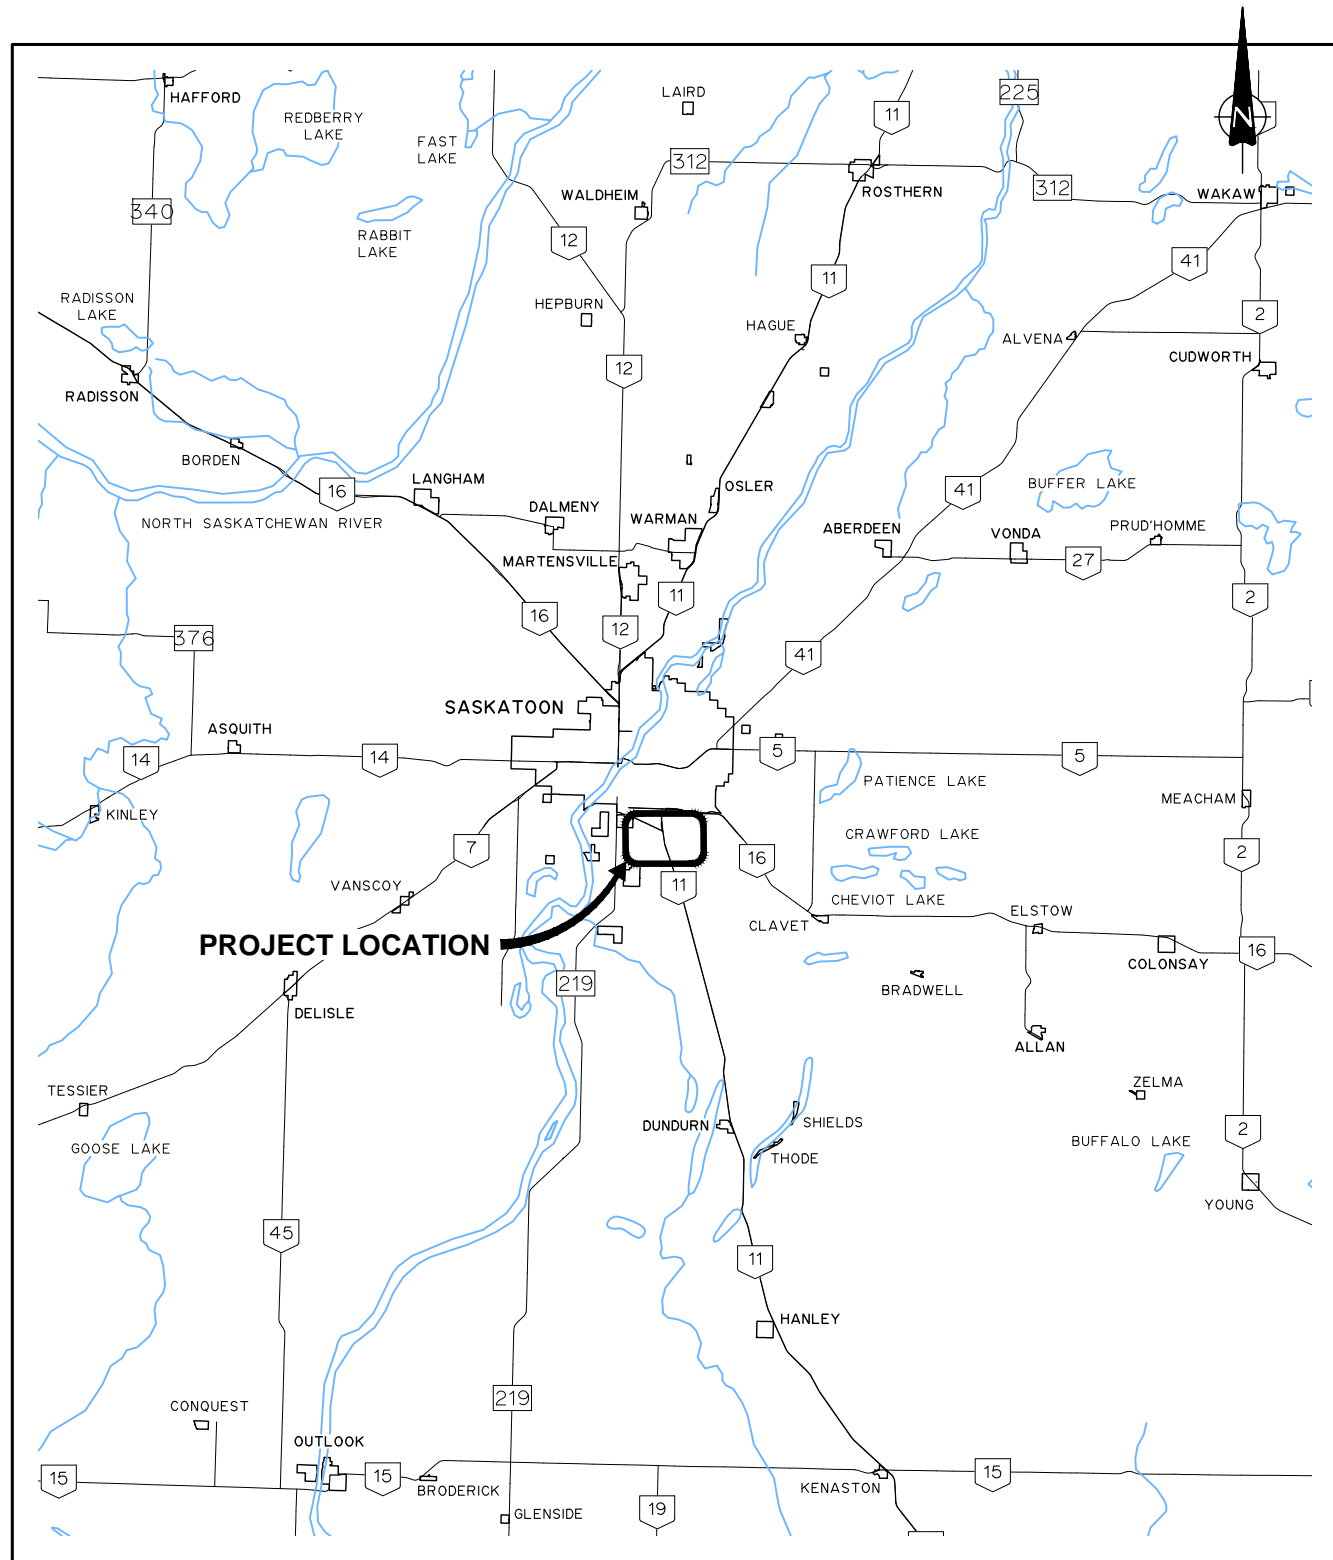 HAFFORD
REDBERRY
LAKE
FAST
LAKE
LAIRD
11
225
N
312
ROSTHERN
312
WAKAW
340
WALDHEIM
RABBIT
LAKE
12
11
41
RADISSON
LAKE
HEPBURN
HAGUE
ALVENA
2
CUDWORTH
12
RADISSON
BORDEN
16
LANGHAM
OSLER
41
BUFFER LAKE
NORTH SASKATCHEWAN RIVER
DALMENY
WARMAN
ABERDEEN
VONDA
PRUD'HOMME
MARTENSVILLE
27
11
2
16
12
376
41
SASKATOON
ASQUITH
14
14
5
5
PATIENCE LAKE
MEACHAM
KINLEY
CRAWFORD LAKE
7
16
2
VANSCOY
11
CHEVIOT LAKE
CLAVET
ELSTOW
PROJECT LOCATION
16
COLONSAY
219
BRADWELL
DELISLE
ALLAN
TESSIER
ZELMA
DUNDURN
SHIELDS
GOOSE LAKE
THODE
BUFFALO LAKE
2
YOUNG
45
11
HANLEY
219
CONQUEST
OUTLOOK
15
15
BRODERICK
KENASTON
15
GLENSIDE
19